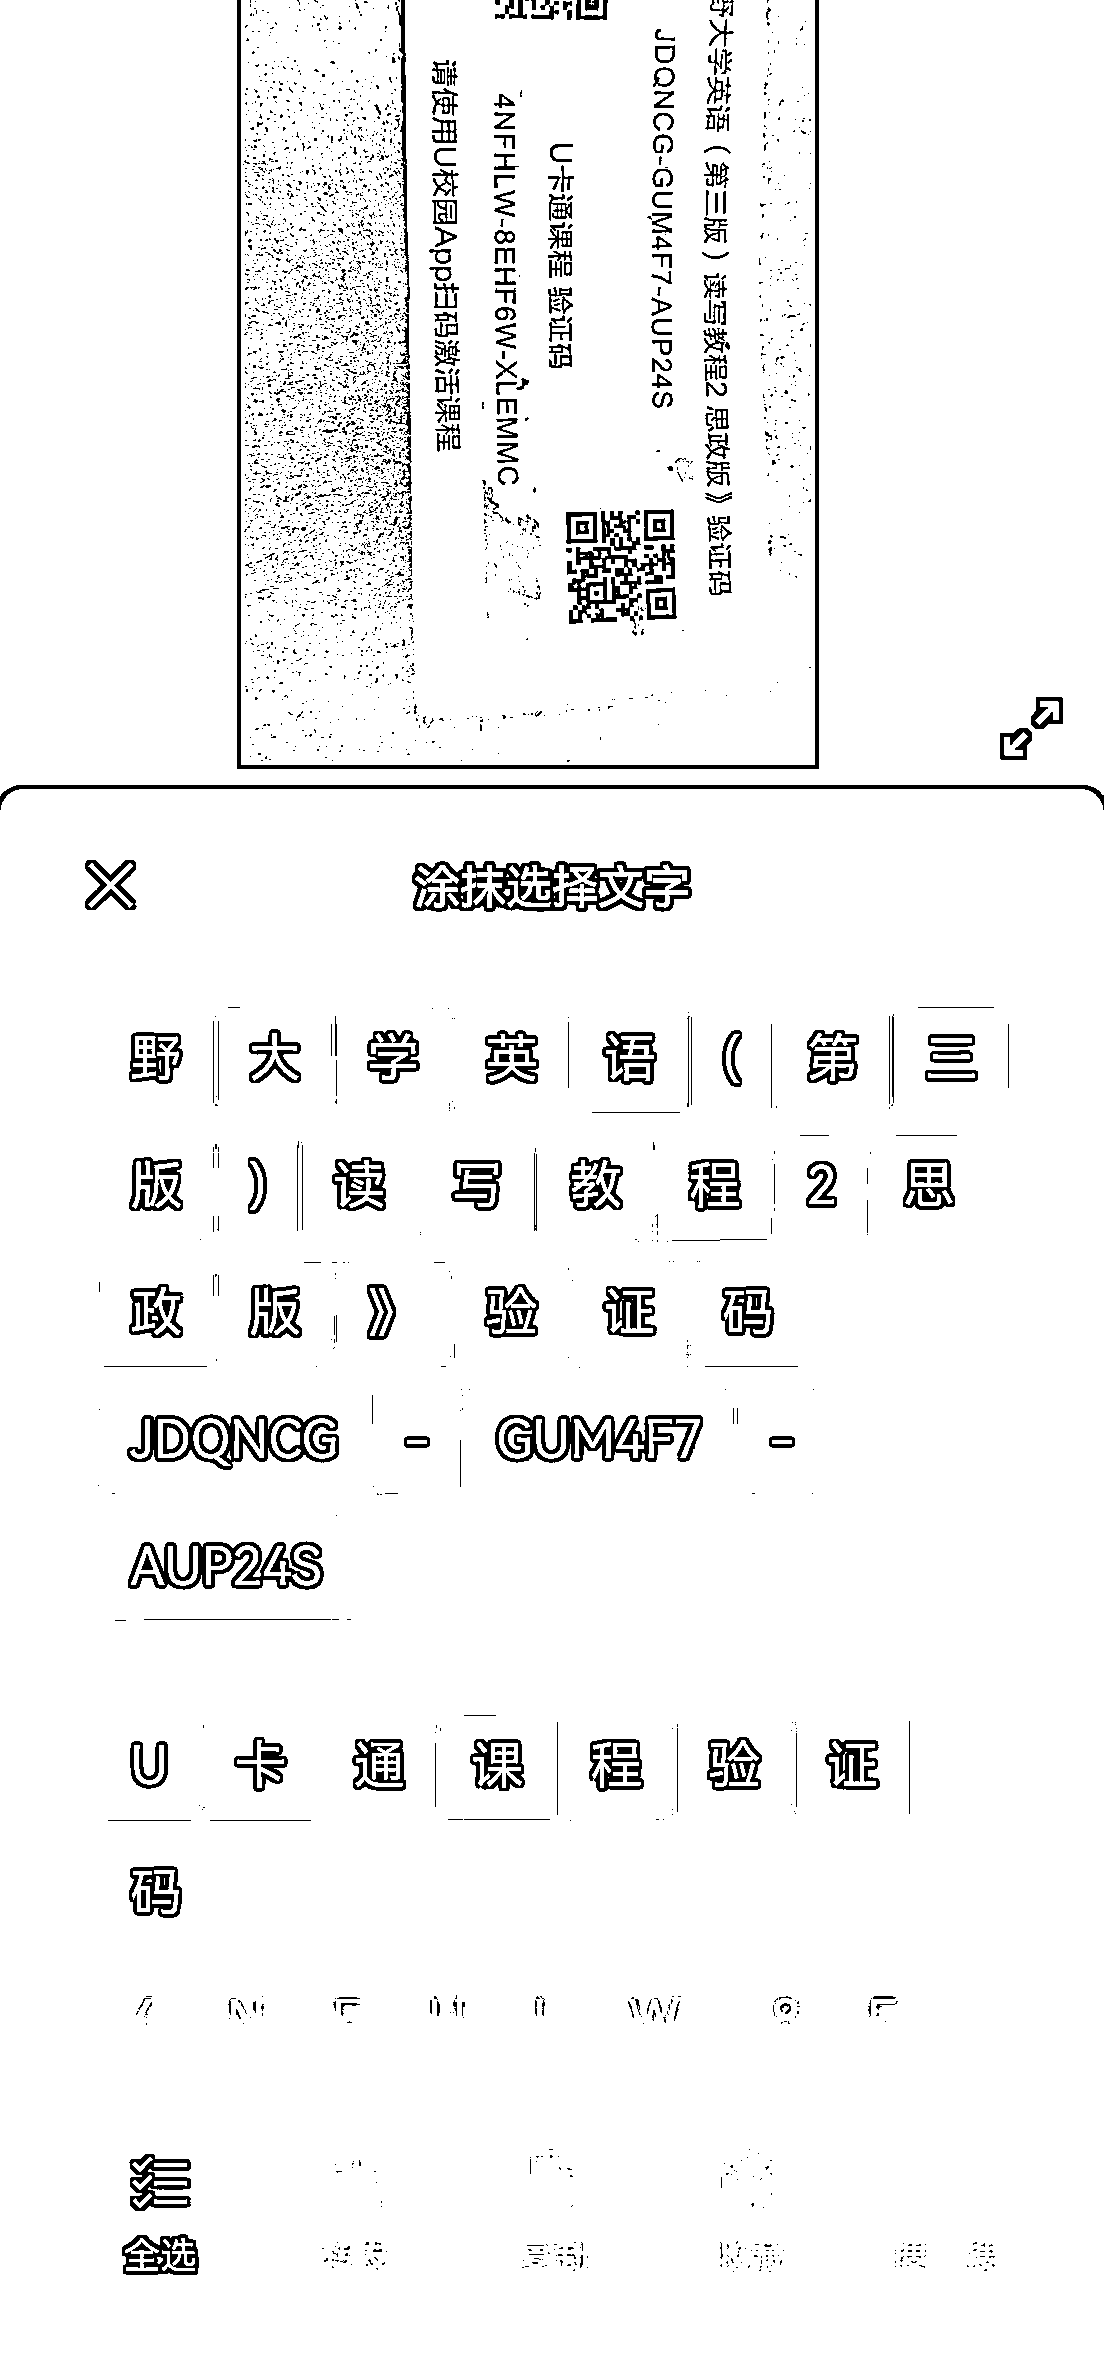 野大学英语（第三版）读写教程2 思政版》验证码
JDQNCG-GUM4F7-AUP24S
U卡通课程 验证码
4NFHLW-8EHF6W-XLEMMC
请使用U校园App扫码激活课程
涂抹选择文字
野 大 学 英 语 ( 第 三
版 ) 读 写 教 程 2 思
政 版 》 验 证 码
JDQNCG - GUM4F7 -
AUP24S
U 卡 通 课 程 验 证
码
全选